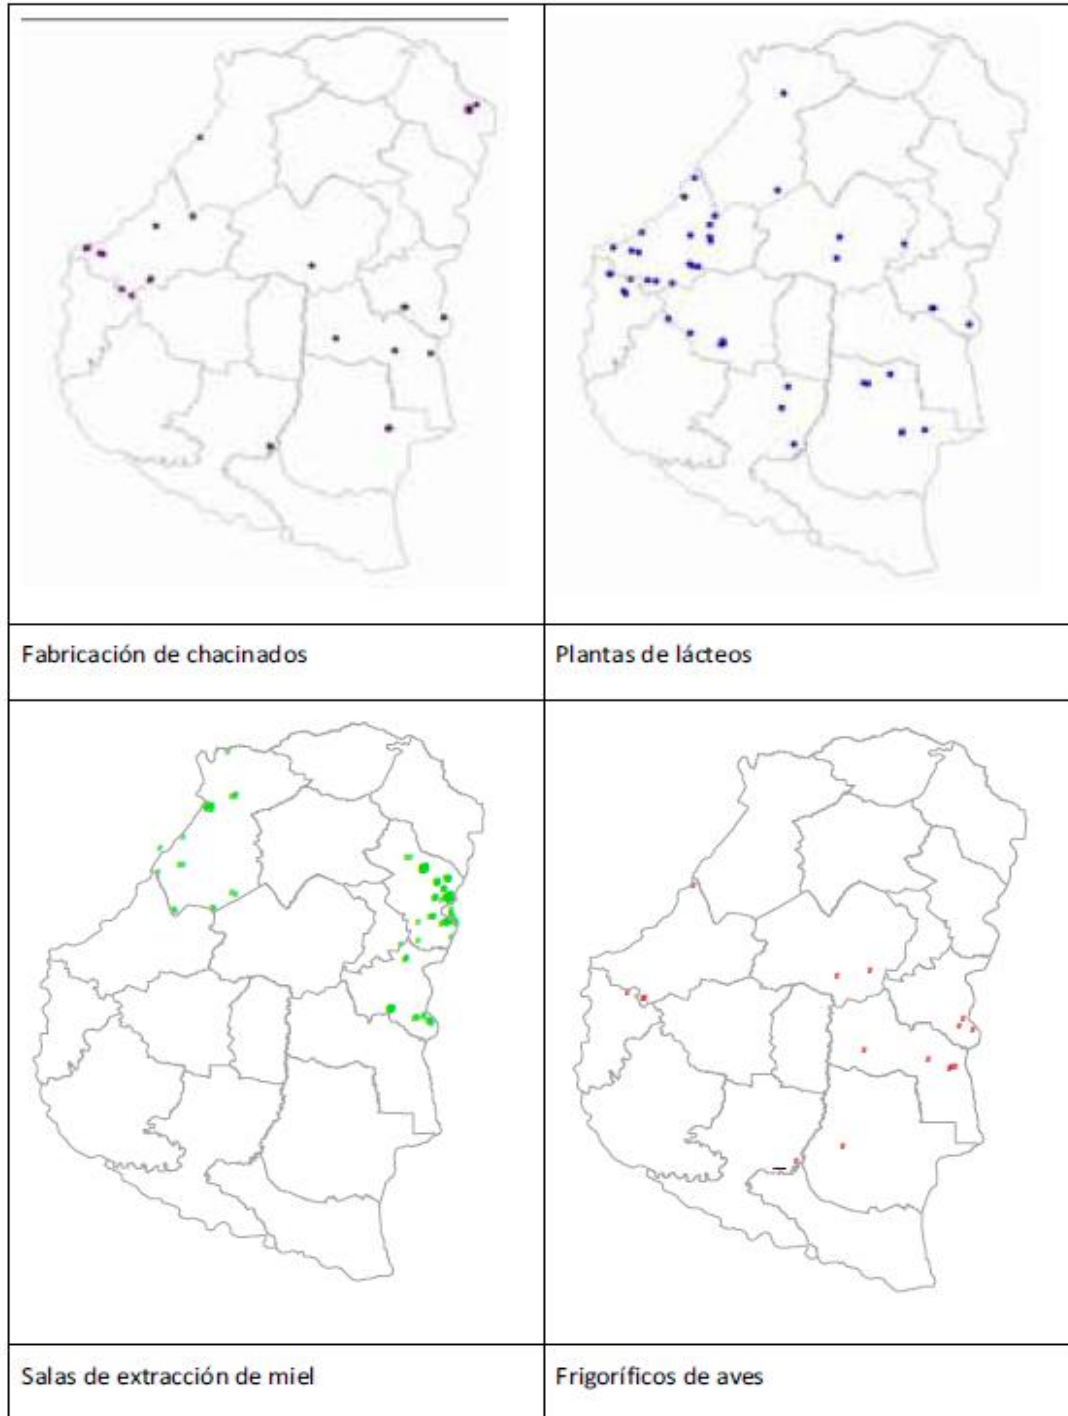 Fabricación de chacinados
Plantas de lácteos
Salas de extracción de miel
Frigoríficos de aves